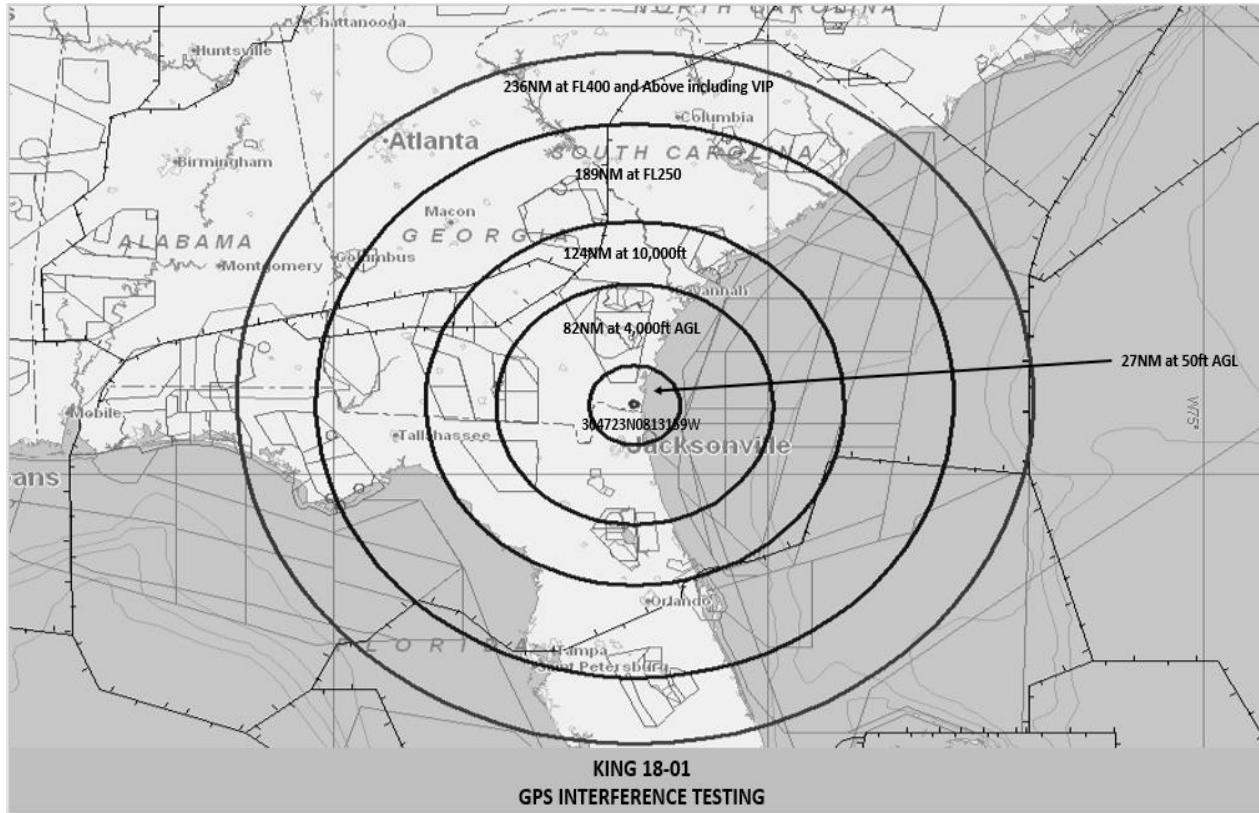 NORTH CAROLINA
Chattanooga
Huntsville
236NM at FL400 and Above including VIP
Columbia
Atlanta
SOUTH CAROLINA
Birmingham
189NM at FL250
Macon
GEORGIA
ALABAMA
124NM at 10,000ft
Columbus
Montgomery
Savannah
82NM at 4,000ft AGL
27NM at 50ft AGL
Mobile
304723N0813159W
W75°
Tallahassee
Jacksonville
eans
Orlando
FLORIDA
Tampa
Saint Petersburg
KING 18-01
GPS INTERFERENCE TESTING